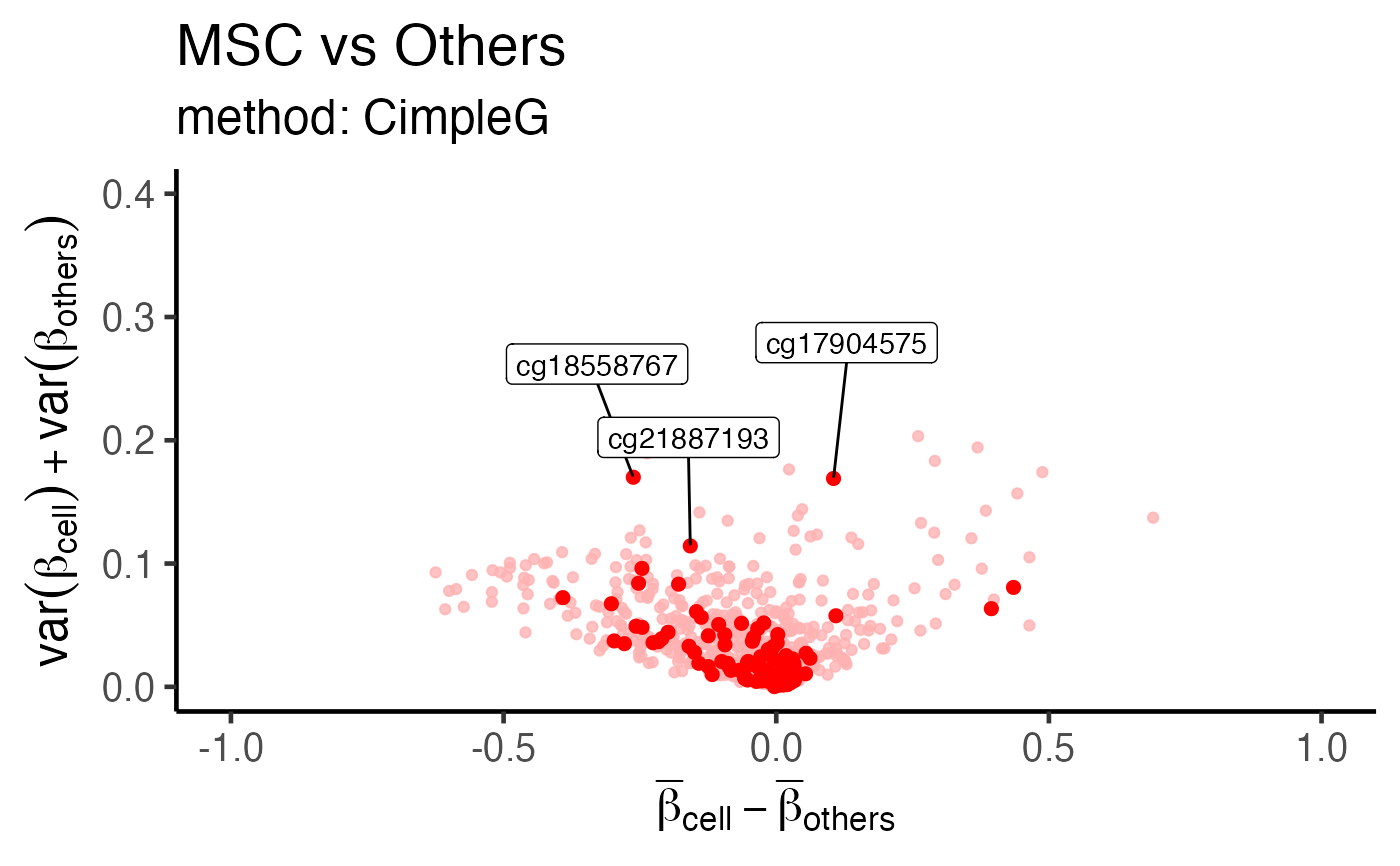 MSC vs Others
method: CimpleG
var(βcell) + var(βothers)
0.4
0.3
0.2
0.1
0.0
cg17904575
cg18558767
cg21887193
-1.0 -0.5 0.0 0.5 1.0
β̅cell − β̅others